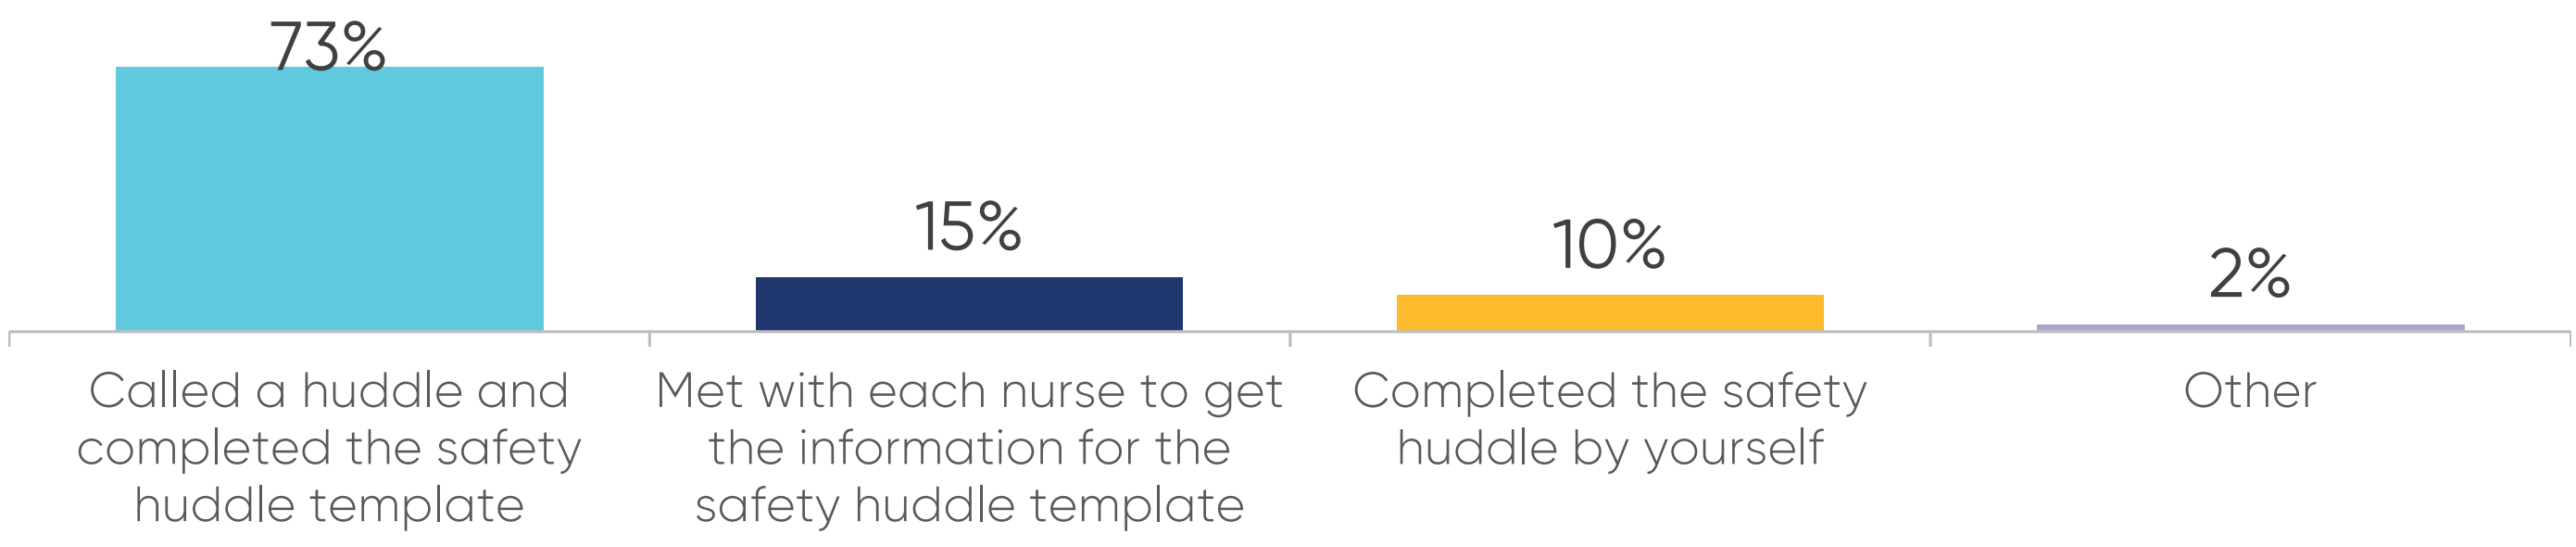 73%
15%
10%
2%
Called a huddle and
completed the safety
huddle template
Met with each nurse to get
the information for the
safety huddle template
Completed the safety
huddle by yourself
Other